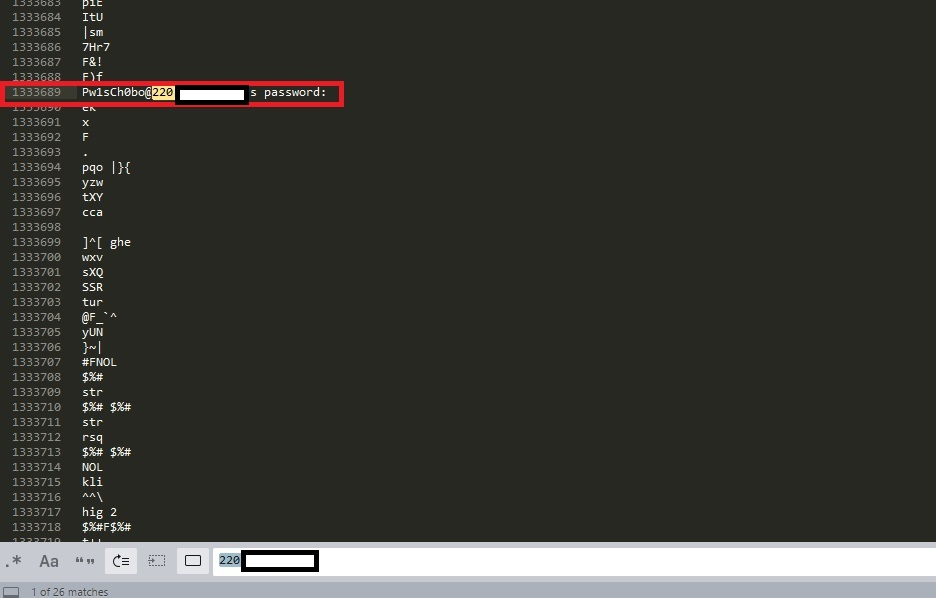 1333683 piE
1333684 ItU
1333685 |sm
1333686 7Hr7
1333687 F&!
1333688 F)f
1333689 Pw1sCh0bo@220 s password:
1333690 ek
1333691 x
1333692 F
1333693 .
1333694 pqo |}{
1333695 yzw
1333696 tXY
1333697 cca
1333698
1333699 ]^[ ghe
1333700 wxv
1333701 sXQ
1333702 SSR
1333703 tur
1333704 @F_`^
1333705 yUN
1333706 }~|
1333707 #FNOL
1333708 $%#
1333709 str
1333710 $%# $%#
1333711 str
1333712 rsq
1333713 $%# $%#
1333714 NOL
1333715 kli
1333716 ^^\
1333717 hig 2
1333718 $%#F$%#
1333719
.* Aa “” 220
1 of 26 matches